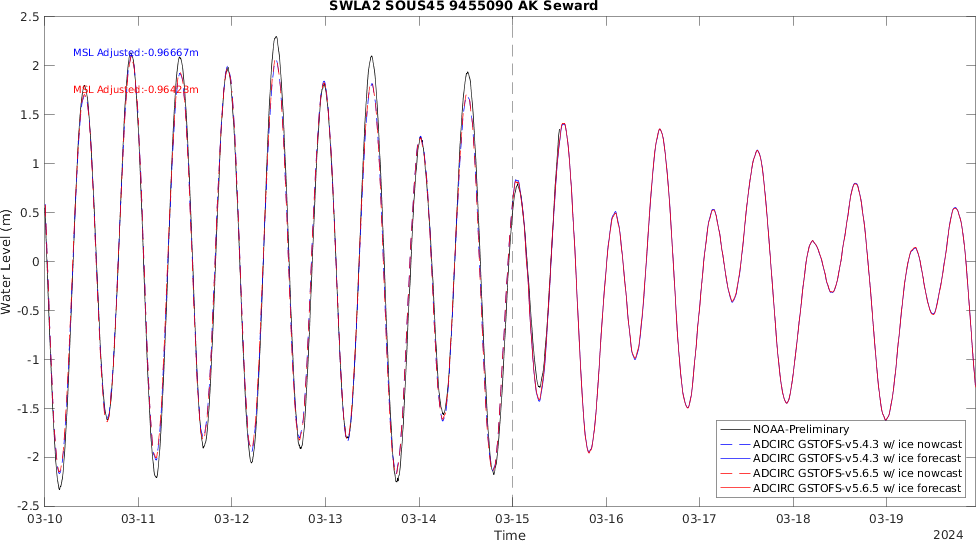 SWLA2 SOUS45 9455090 AK Seward
MSL Adjusted:-0.96667m
MSL Adjusted:-0.96423m
Water Level (m)
2.5
2
1.5
1
0.5
0
-0.5
-1
-1.5
-2
-2.5
NOAA-Preliminary
ADCIRC GSTOFS-v5.4.3 w/ ice nowcast
ADCIRC GSTOFS-v5.4.3 w/ ice forecast
ADCIRC GSTOFS-v5.6.5 w/ ice nowcast
ADCIRC GSTOFS-v5.6.5 w/ ice forecast
03-10 03-11 03-12 03-13 03-14 03-15 03-16 03-17 03-18 03-19
Time
2024